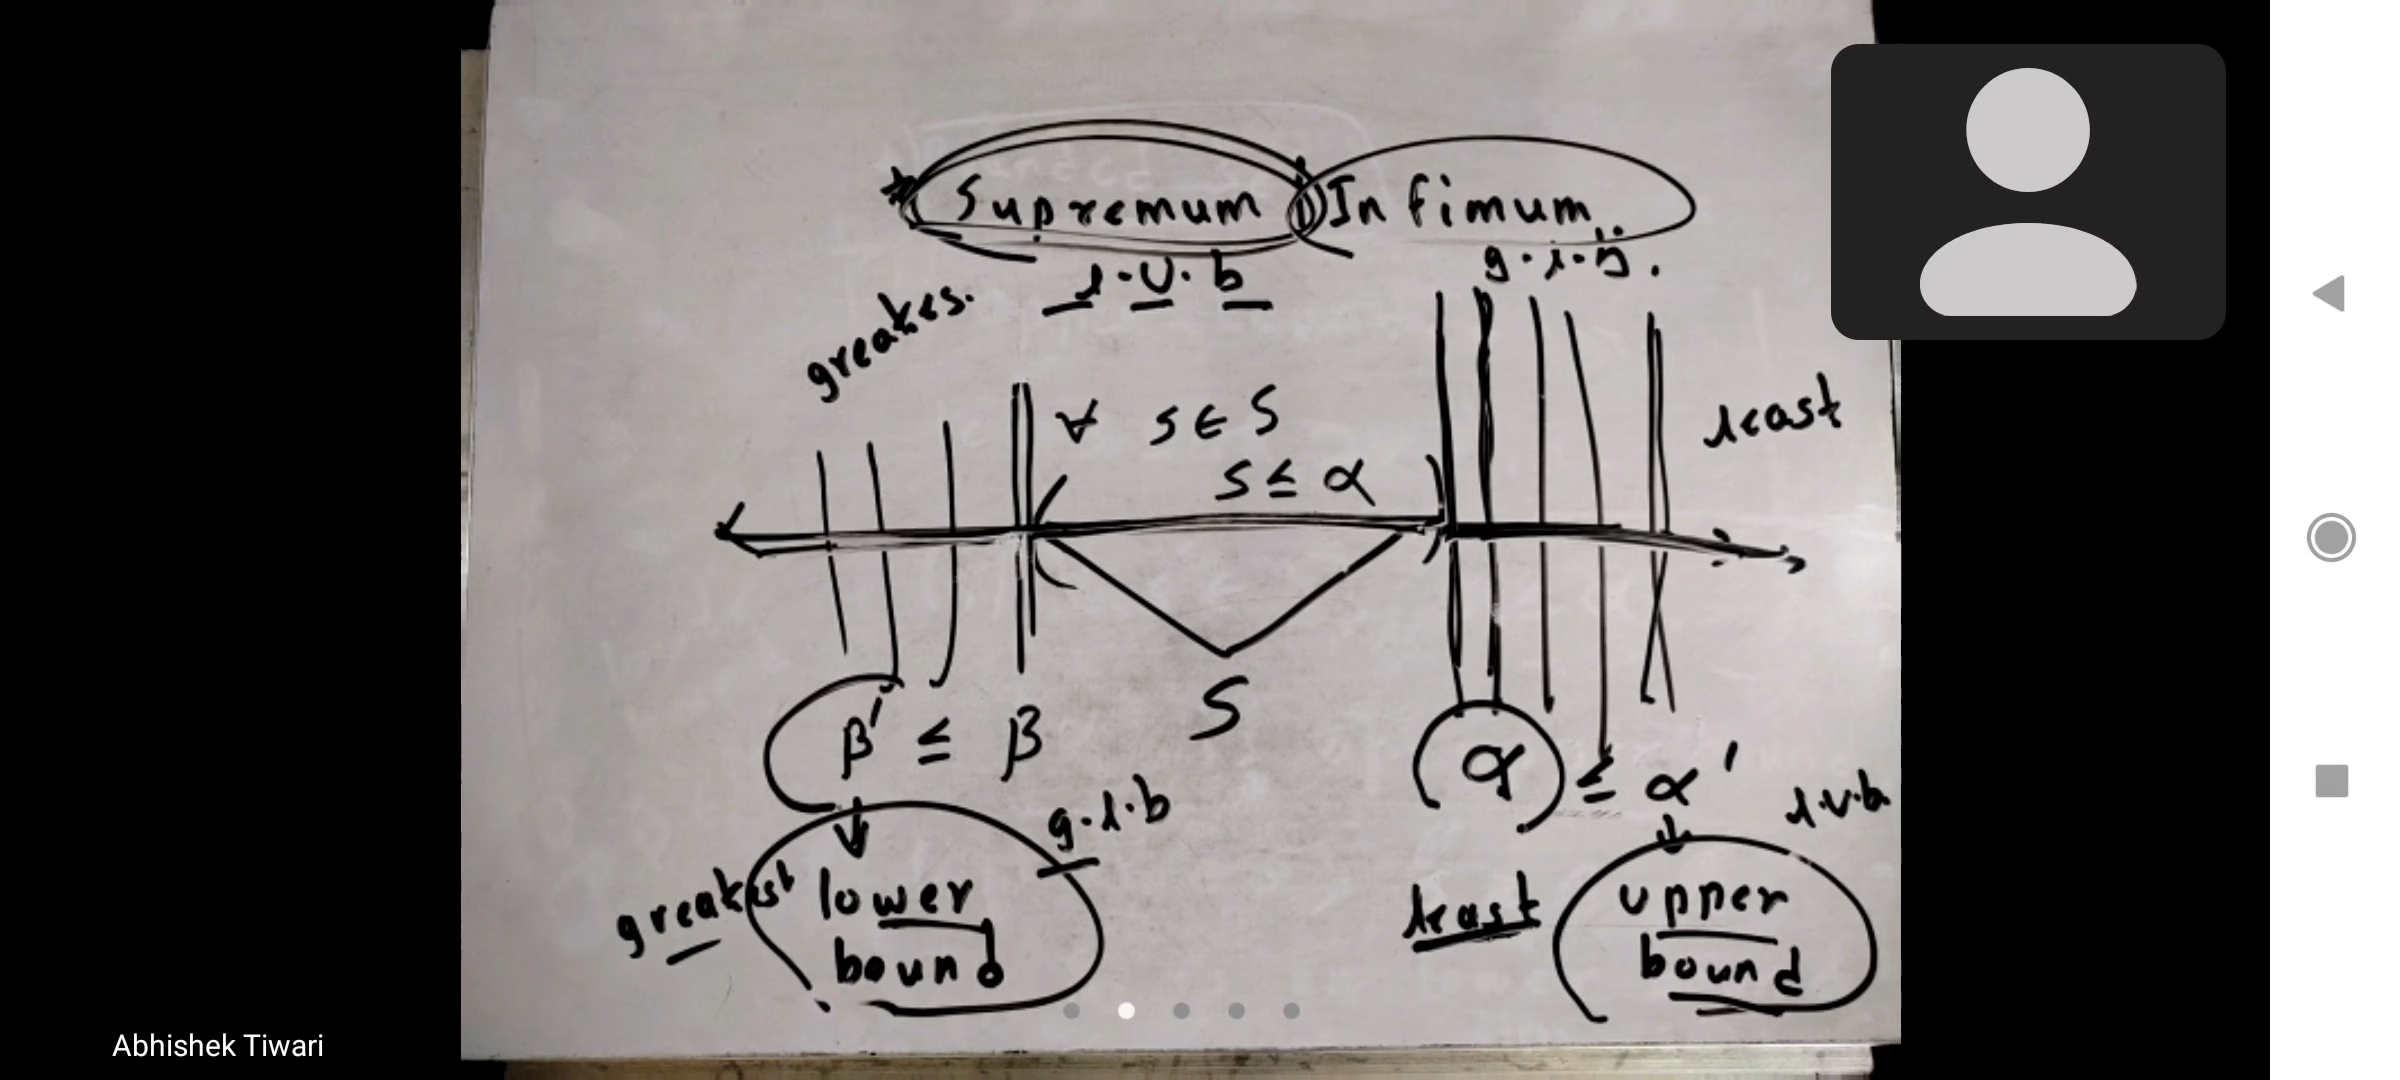 Supremum Infimum
l.u.b g.l.b.
greates.
least
∀ s ∈ S
s ≤ α
S
β' ≤ β
α ≤ α'
g.l.b
l.u.b
greatest lower
bound
least upper
bound
Abhishek Tiwari